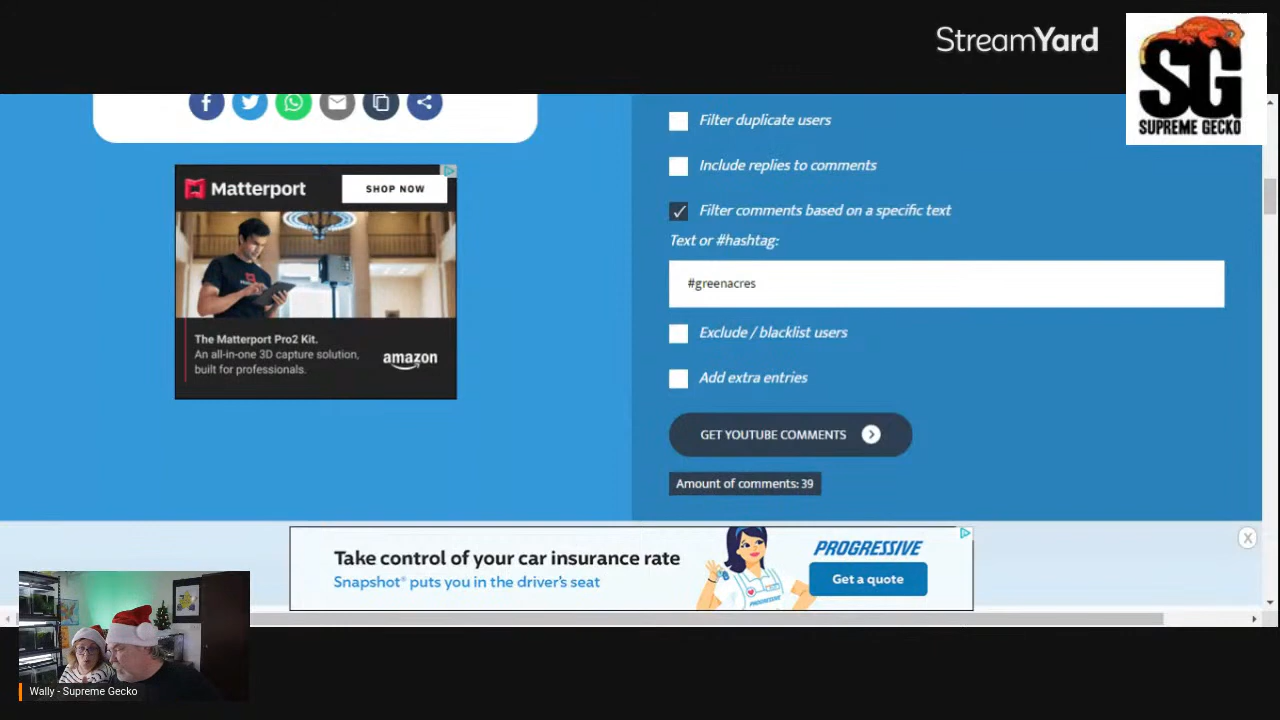 StreamYard
SG
SUPREME GECKO
Filter duplicate users
Include replies to comments
Filter comments based on a specific text
Text or #hashtag:
#greenacres
Exclude / blacklist users
Add extra entries
GET YOUTUBE COMMENTS
Amount of comments: 39
Matterport
SHOP NOW
The Matterport Pro2 Kit.
An all-in-one 3D capture solution,
built for professionals.
amazon
Take control of your car insurance rate
Snapshot® puts you in the driver's seat
PROGRESSIVE
Get a quote
X
Wally - Supreme Gecko